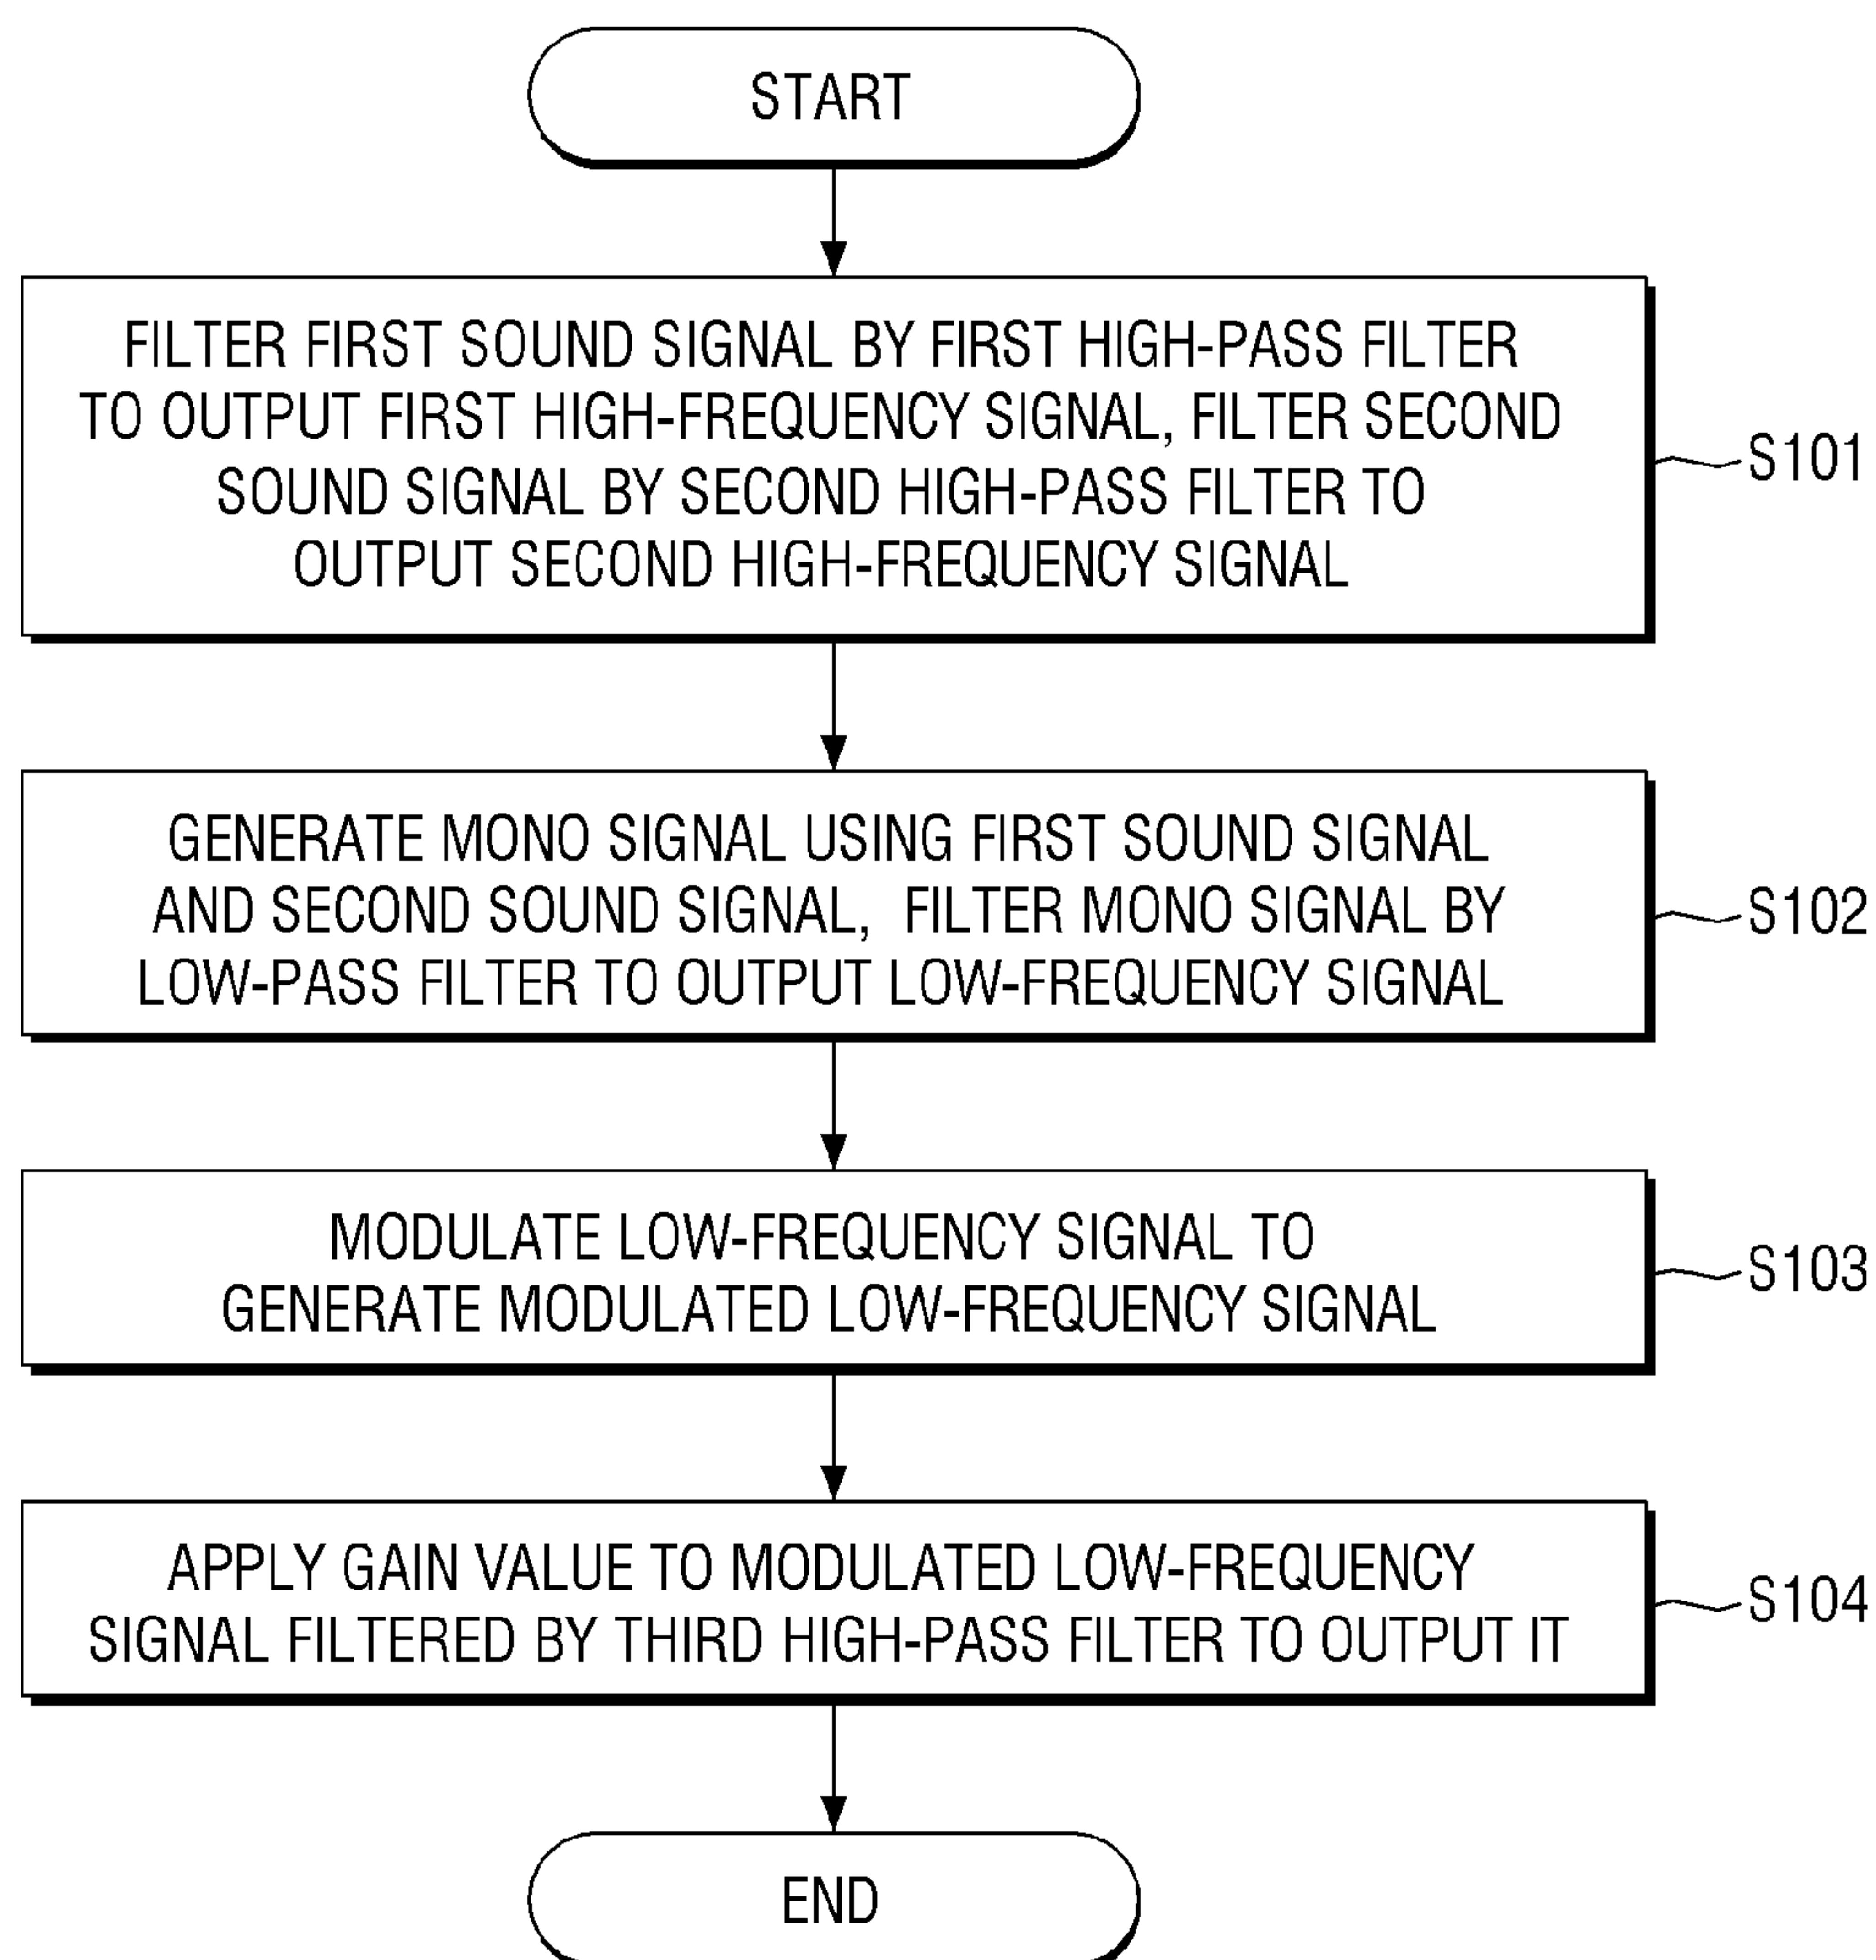 START
FILTER FIRST SOUND SIGNAL BY FIRST HIGH-PASS FILTER
TO OUTPUT FIRST HIGH-FREQUENCY SIGNAL, FILTER SECOND
SOUND SIGNAL BY SECOND HIGH-PASS FILTER TO
OUTPUT SECOND HIGH-FREQUENCY SIGNAL
S101
GENERATE MONO SIGNAL USING FIRST SOUND SIGNAL
AND SECOND SOUND SIGNAL, FILTER MONO SIGNAL BY
LOW-PASS FILTER TO OUTPUT LOW-FREQUENCY SIGNAL
S102
MODULATE LOW-FREQUENCY SIGNAL TO
GENERATE MODULATED LOW-FREQUENCY SIGNAL
S103
APPLY GAIN VALUE TO MODULATED LOW-FREQUENCY
SIGNAL FILTERED BY THIRD HIGH-PASS FILTER TO OUTPUT IT
S104
END